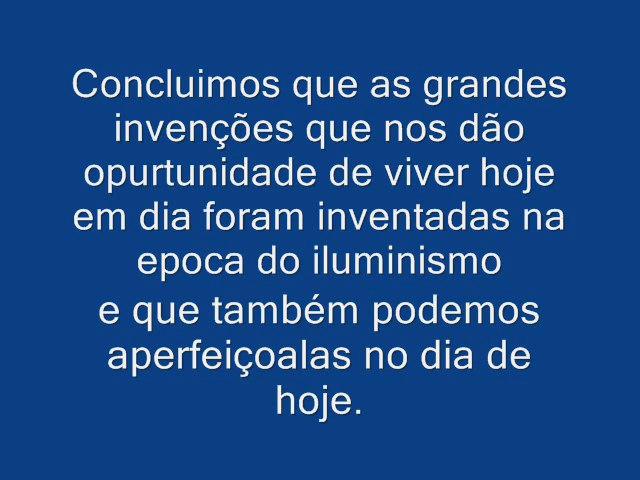 Concluimos que as grandes
invenções que nos dão
opurtunidade de viver hoje
em dia foram inventadas na
epoca do iluminismo
e que também podemos
aperfeiçoalas no dia de
hoje.